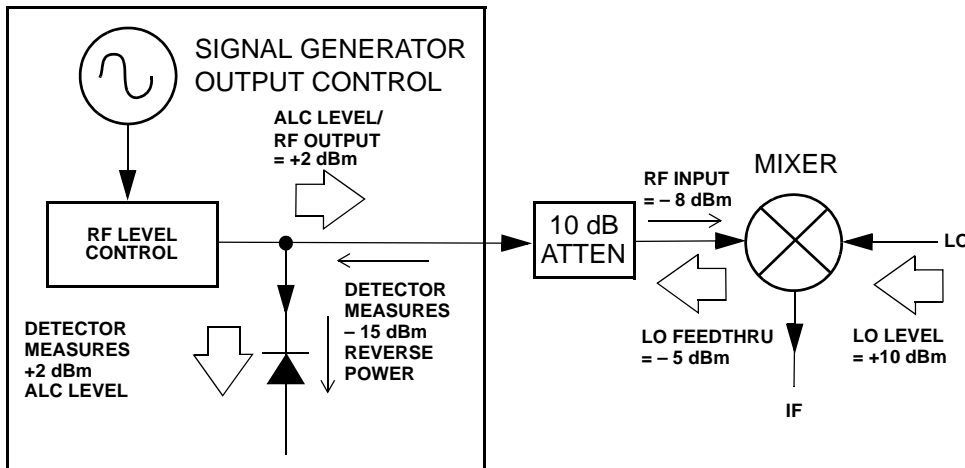 SIGNAL GENERATOR
OUTPUT CONTROL
ALC LEVEL/
RF OUTPUT
= +2 dBm
RF LEVEL
CONTROL
DETECTOR
MEASURES
+2 dBm
ALC LEVEL
DETECTOR
MEASURES
– 15 dBm
REVERSE
POWER
10 dB
ATTEN
RF INPUT
= – 8 dBm
MIXER
LO FEEDTHRU
= – 5 dBm
LO
LO LEVEL
= +10 dBm
IF